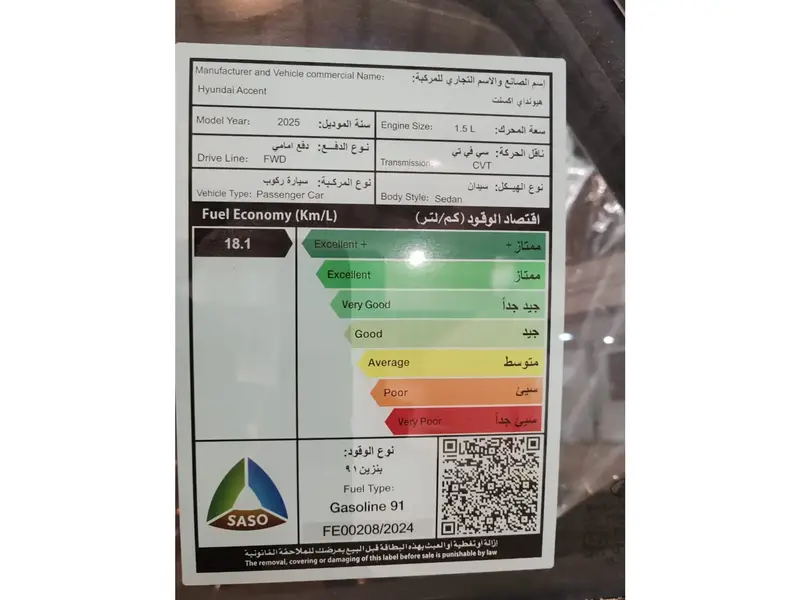 Manufacturer and Vehicle commercial Name: إسم الصانع والاسم التجاري للمركبة:
Hyundai Accent هيونداي اكسنت
Model Year: 2025 سنة الموديل:
Engine Size: 1.5 L سعة المحرك:
نوع الدفـــع: دفع امامي
Drive Line: FWD
ناقل الحركة: سي في تي
Transmission CVT
نوع المركبـة: سيارة ركوب
Vehicle Type: Passenger Car
نوع الهيــكل: سيدان
Body Style: Sedan
Fuel Economy (Km/L) اقتصاد الوقود (كم/لتر)
18.1
Excellent + ممتاز +
Excellent ممتاز
Very Good جيد جداً
Good جيد
Average متوسط
Poor سيئ
Very Poor سيئ جداً
SASO
نوع الوقود:
بنزين ٩١
Fuel Type:
Gasoline 91
FE00208/2024
إزالة أو تغطية أو العبث بهذه البطاقة قبل البيع يعرضك للملاحقة القانونية
The removal, covering or damaging of this label before sale is punishable by law